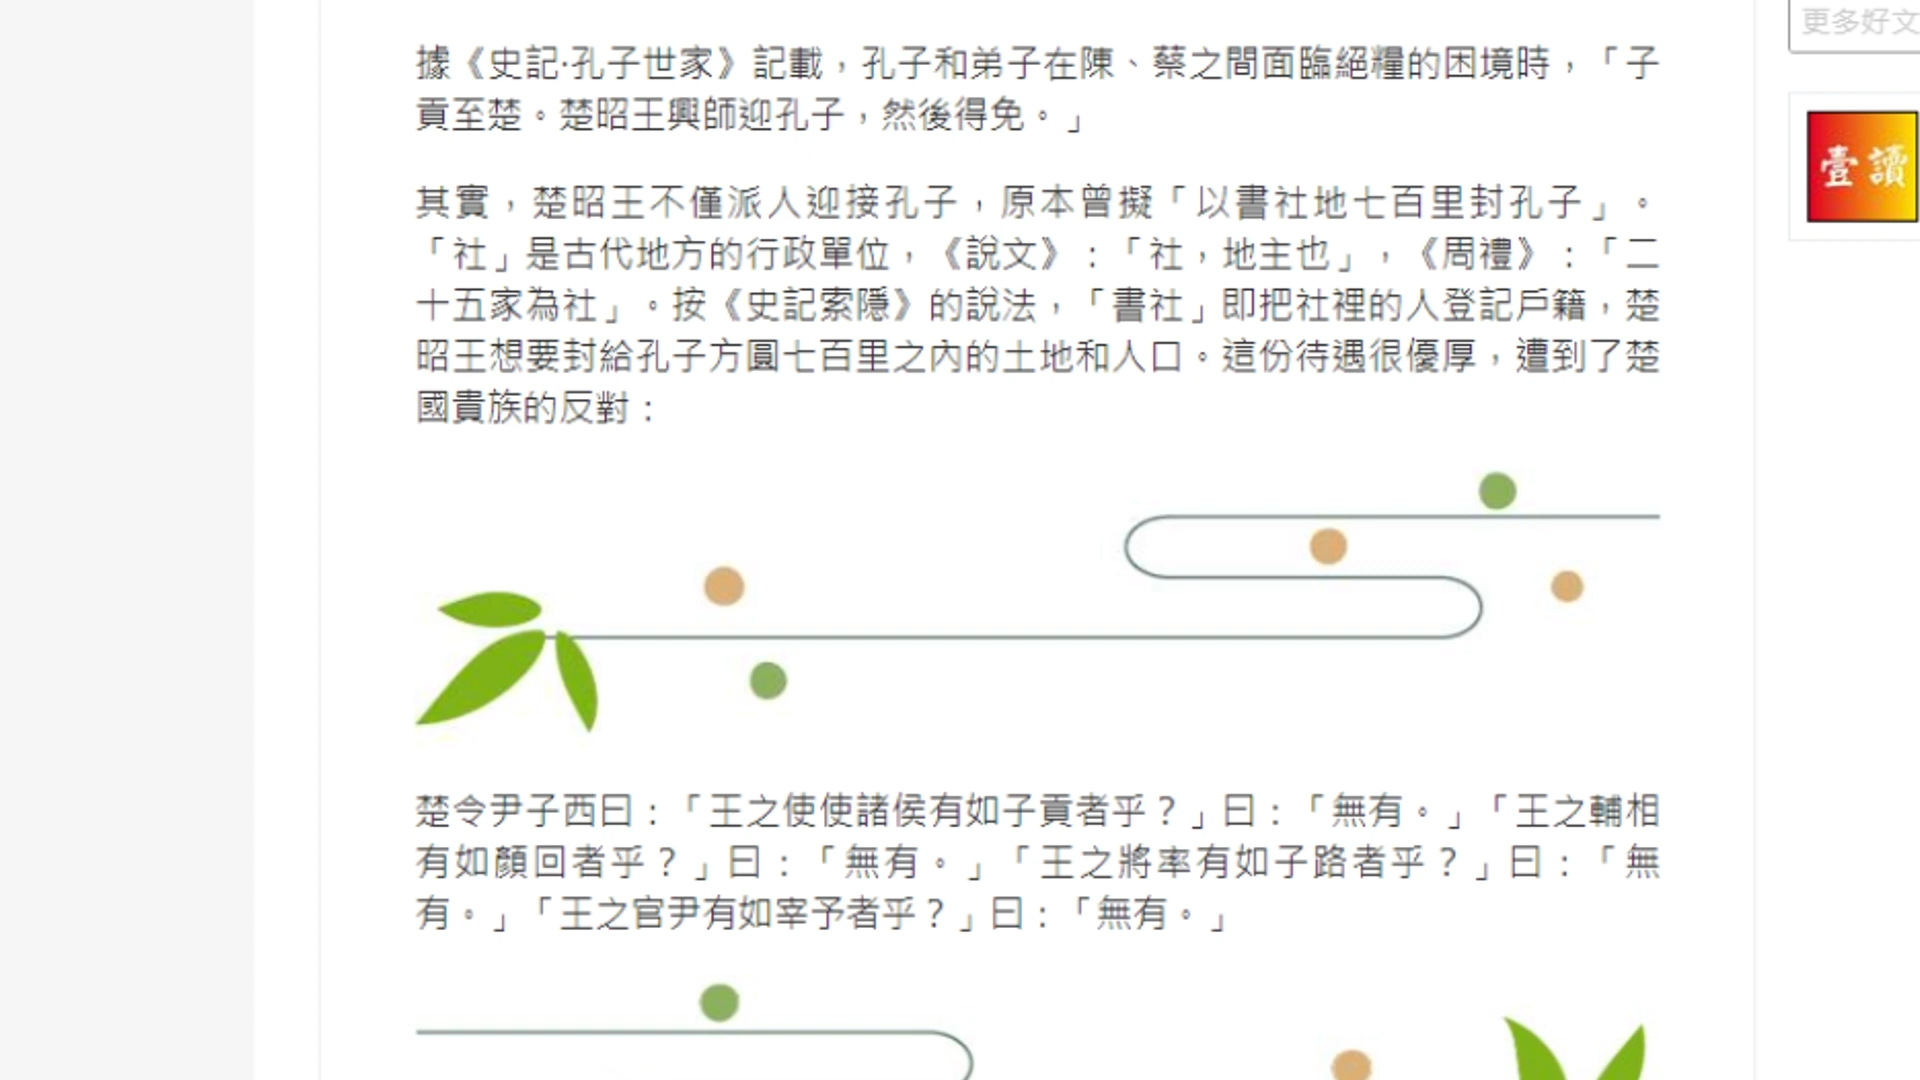 據《史記·孔子世家》記載，孔子和弟子在陳、蔡之間面臨絕糧的困境時，「子
貢至楚。楚昭王興師迎孔子，然後得免。」
其實，楚昭王不僅派人迎接孔子，原本曾擬「以書社地七百里封孔子」。
「社」是古代地方的行政單位，《說文》：「社，地主也」，《周禮》：「二
十五家為社」。按《史記索隱》的說法，「書社」即把社裡的人登記戶籍，楚
昭王想要封給孔子方圓七百里之內的土地和人口。這份待遇很優厚，遭到了楚
國貴族的反對：
楚令尹子西曰：「王之使使諸侯有如子貢者乎？」曰：「無有。」「王之輔相
有如顏回者乎？」曰：「無有。」「王之將率有如子路者乎？」曰：「無
有。」「王之官尹有如宰予者乎？」曰：「無有。」
更多好文
壹讀